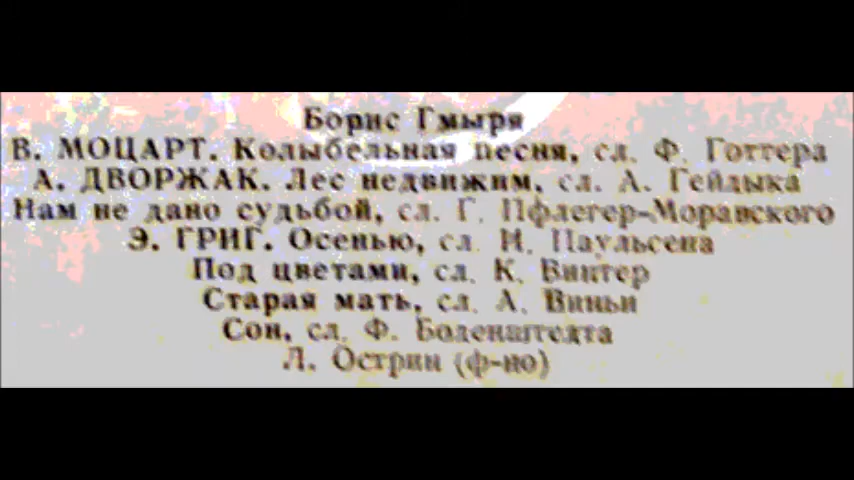 Борис Гмыря
В. МОЦАРТ. Колыбельная песня, сл. Ф. Готтера
А. ДВОРЖАК. Лес недвижим, сл. А. Гейдыка
Нам не дано судьбой, сл. Г. Пфлегер-Моравского
Э. ГРИГ. Осенью, сл. И. Паульсена
Под цветами, сл. К. Винтер
Старая мать, сл. А. Виньи
Сон, сл. Ф. Боденштедта
Л. Острин (ф-но)